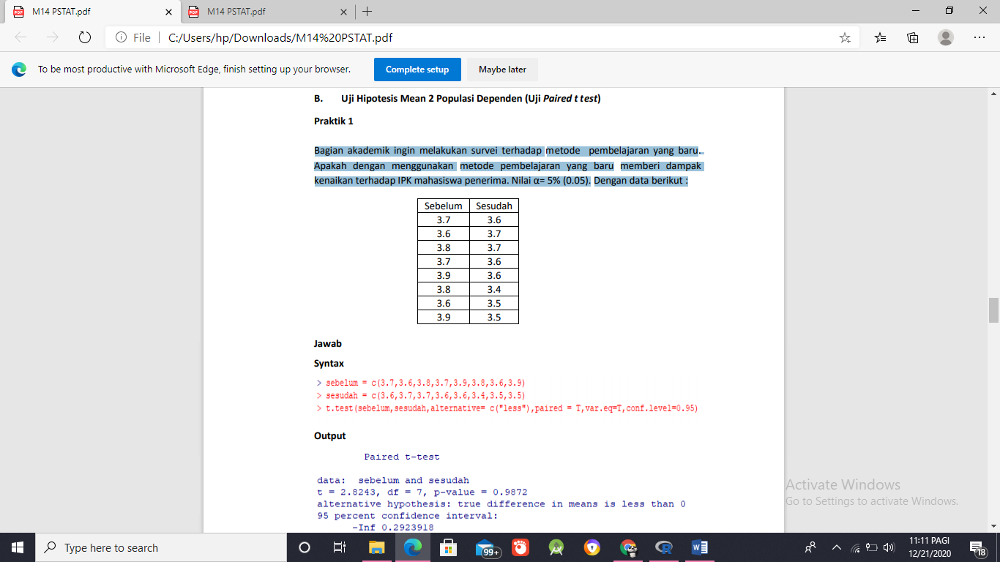 M14 PSTAT.pdf
M14 PSTAT.pdf
File
C:/Users/hp/Downloads/M14%20PSTAT.pdf
To be most productive with Microsoft Edge, finish setting up your browser.
Complete setup
Maybe later
B. Uji Hipotesis Mean 2 Populasi Dependen (Uji Paired t test)
Praktik 1
Bagian akademik ingin melakukan survei terhadap metode pembelajaran yang baru.
Apakah dengan menggunakan metode pembelajaran yang baru memberi dampak
kenaikan terhadap IPK mahasiswa penerima. Nilai α= 5% (0.05). Dengan data berikut :
Sebelum Sesudah
3.7 3.6
3.6 3.7
3.8 3.7
3.7 3.6
3.9 3.6
3.8 3.4
3.6 3.5
3.9 3.5
Jawab
Syntax
> sebelum = c(3.7,3.6,3.8,3.7,3.9,3.8,3.6,3.9)
> sesudah = c(3.6,3.7,3.7,3.6,3.6,3.4,3.5,3.5)
> t.test(sebelum,sesudah,alternative= c("less"),paired = T,var.eq=T,conf.level=0.95)
Output
Paired t-test
data: sebelum and sesudah
t = 2.8243, df = 7, p-value = 0.9872
alternative hypothesis: true difference in means is less than 0
95 percent confidence interval:
-Inf 0.2923918
Activate Windows
Go to Settings to activate Windows.
Type here to search
99+
11:11 PAGI
12/21/2020
18